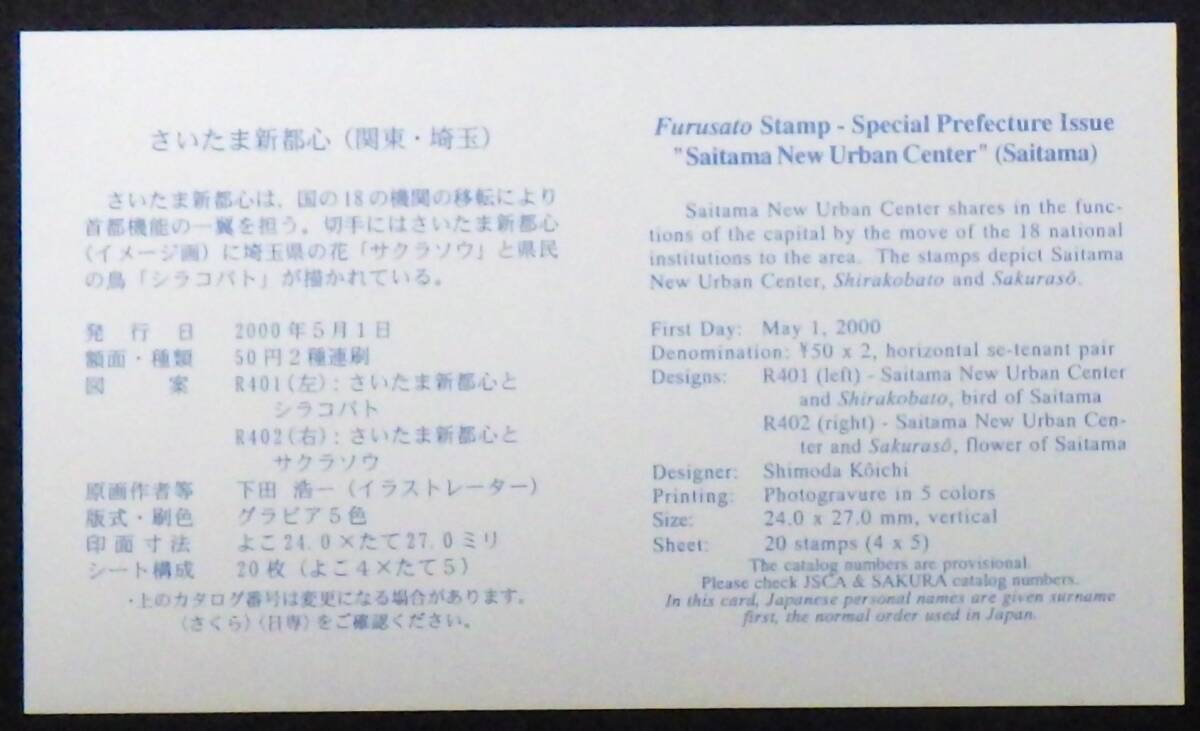 さいたま新都心（関東・埼玉）
さいたま新都心は、国の18の機関の移転により
首都機能の一翼を担う。切手にはさいたま新都心
(イメージ画）に埼玉県の花「サクラソウ」と県民
の鳥「シラコバト」が描かれている。
発行日 2000年5月1日
額面・種類 50円2種連刷
図案 R401(左)：さいたま新都心と
シラコバト
R402(右)：さいたま新都心と
サクラソウ
原画作者等 下田 浩一（イラストレーター）
版式・刷色 グラビア5色
印面寸法 よこ24.0×たて27.0ミリ
シート構成 20枚（よこ4×たて5）
・上のカタログ番号は変更になる場合があります。
〈さくら〉〈日専〉をご確認ください。
Furusato Stamp - Special Prefecture Issue
"Saitama New Urban Center" (Saitama)
Saitama New Urban Center shares in the func-
tions of the capital by the move of the 18 national
institutions to the area. The stamps depict Saitama
New Urban Center, Shirakobato and Sakurasô.
First Day: May 1, 2000
Denomination: ¥50 x 2, horizontal se-tenant pair
Designs: R401 (left) - Saitama New Urban Center
and Shirakobato, bird of Saitama
R402 (right) - Saitama New Urban Cen-
ter and Sakurasô, flower of Saitama
Designer: Shimoda Kôichi
Printing: Photogravure in 5 colors
Size: 24.0 x 27.0 mm, vertical
Sheet: 20 stamps (4 x 5)
The catalog numbers are provisional.
Please check JSCA & SAKURA catalog numbers.
In this card, Japanese personal names are given surname
first, the normal order used in Japan.